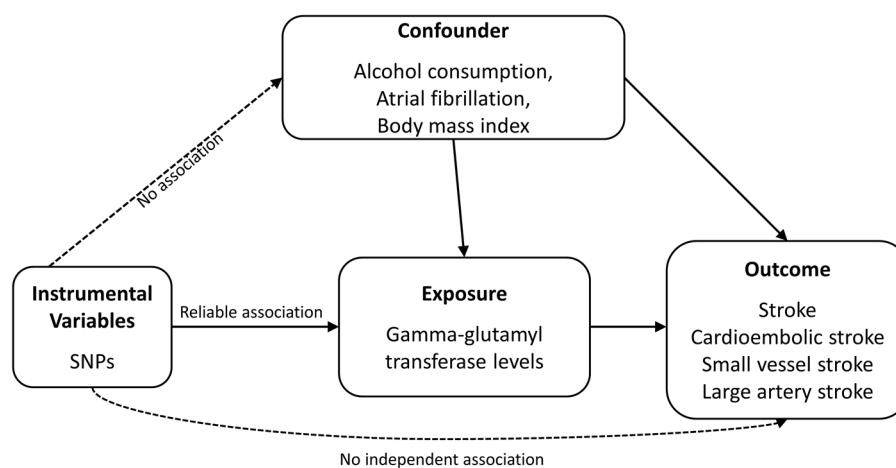 Confounder
Alcohol consumption,
Atrial fibrillation,
Body mass index
No association
Instrumental
Variables
SNPs
Reliable association
Exposure
Gamma-glutamyl
transferase levels
Outcome
Stroke
Cardioembolic stroke
Small vessel stroke
Large artery stroke
No independent association